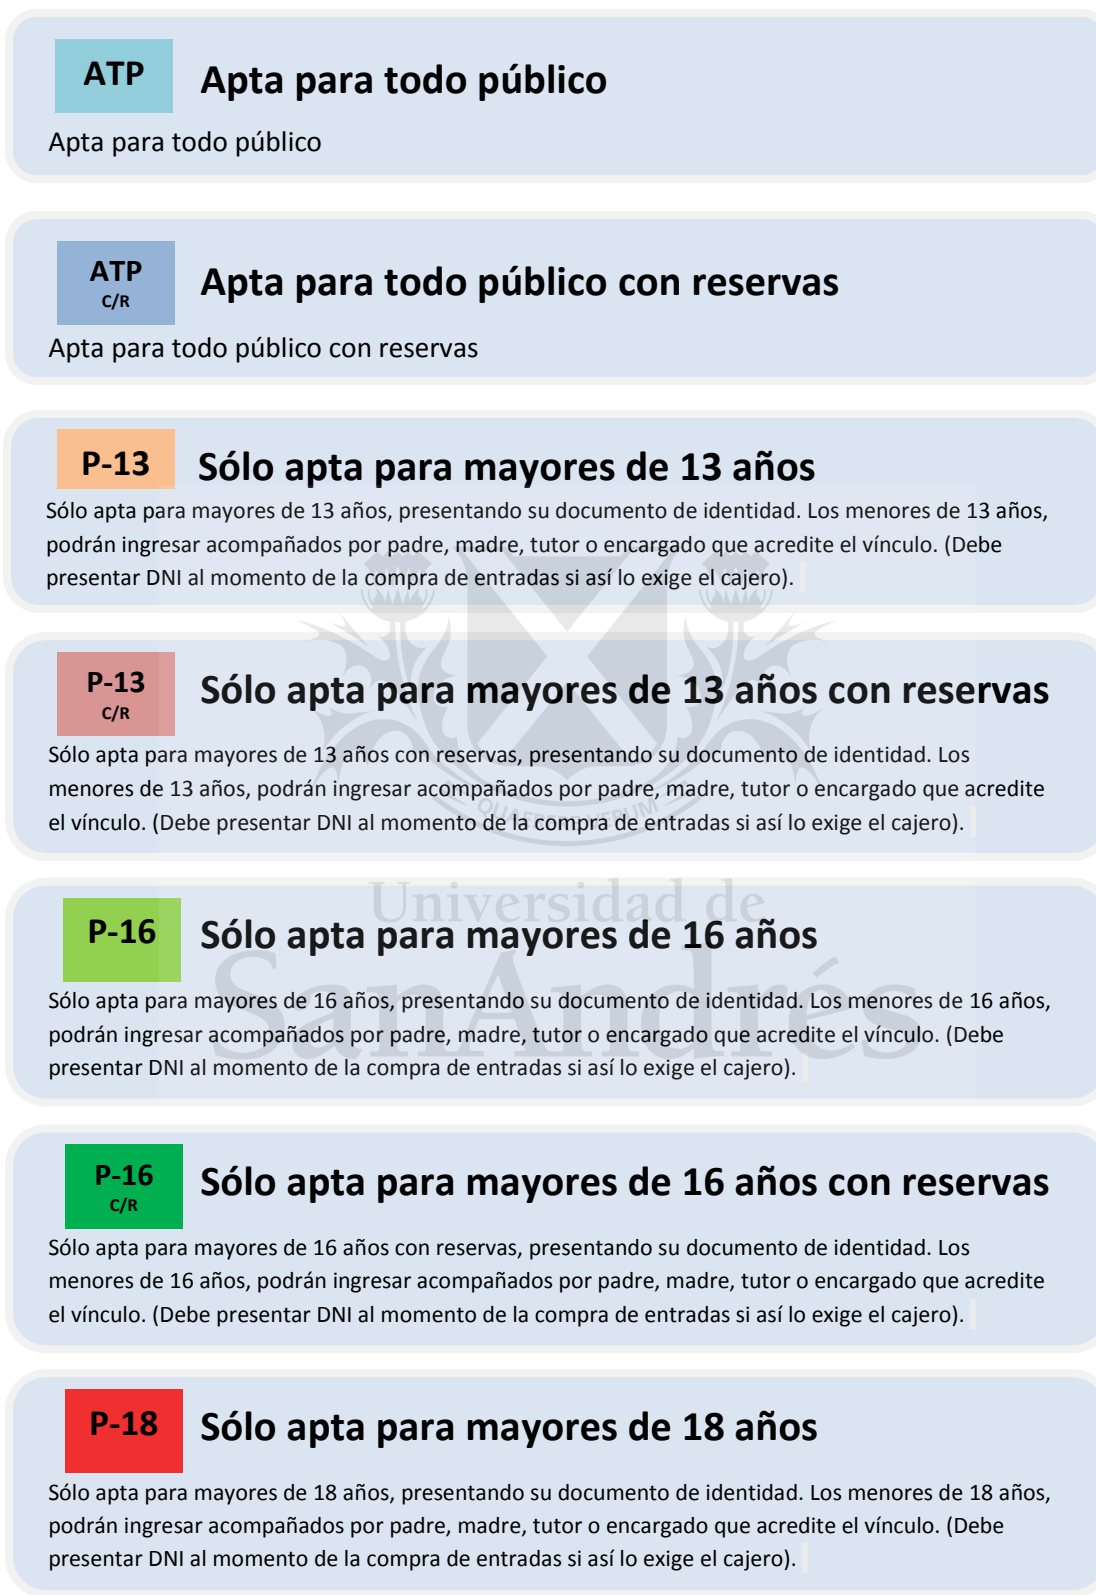 ATP
Apta para todo público
Apta para todo público
ATP
C/R
Apta para todo público con reservas
Apta para todo público con reservas
P-13
Sólo apta para mayores de 13 años
Sólo apta para mayores de 13 años, presentando su documento de identidad. Los menores de 13 años,
podrán ingresar acompañados por padre, madre, tutor o encargado que acredite el vínculo. (Debe
presentar DNI al momento de la compra de entradas si así lo exige el cajero).
P-13
C/R
Sólo apta para mayores de 13 años con reservas
Sólo apta para mayores de 13 años con reservas, presentando su documento de identidad. Los
menores de 13 años, podrán ingresar acompañados por padre, madre, tutor o encargado que acredite
QUAERERE VERUM
el vínculo. (Debe presentar DNI al momento de la compra de entradas si así lo exige el cajero).
Universidad de
P-16
Sólo apta para mayores de 16 años
SanAndrés
Sólo apta para mayores de 16 años, presentando su documento de identidad. Los menores de 16 años,
podrán ingresar acompañados por padre, madre, tutor o encargado que acredite el vínculo. (Debe
presentar DNI al momento de la compra de entradas si así lo exige el cajero).
P-16
C/R
Sólo apta para mayores de 16 años con reservas
Sólo apta para mayores de 16 años con reservas, presentando su documento de identidad. Los
menores de 16 años, podrán ingresar acompañados por padre, madre, tutor o encargado que acredite
el vínculo. (Debe presentar DNI al momento de la compra de entradas si así lo exige el cajero).
P-18
Sólo apta para mayores de 18 años
Sólo apta para mayores de 18 años, presentando su documento de identidad. Los menores de 18 años,
podrán ingresar acompañados por padre, madre, tutor o encargado que acredite el vínculo. (Debe
presentar DNI al momento de la compra de entradas si así lo exige el cajero).